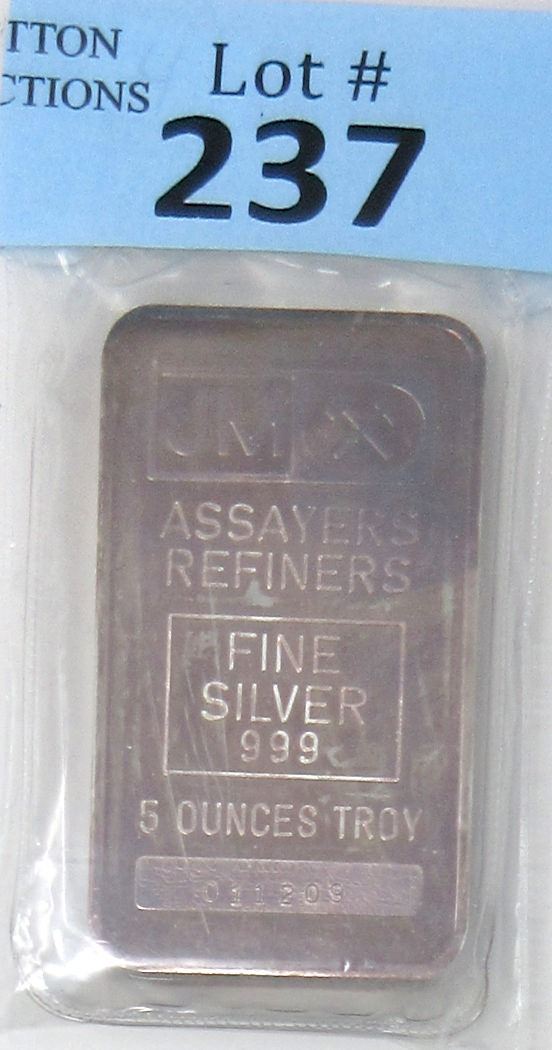 TTON
CTIONS
Lot #
237
JM
ASSAYERS
REFINERS
FINE
SILVER
999
5 OUNCES TROY
011209